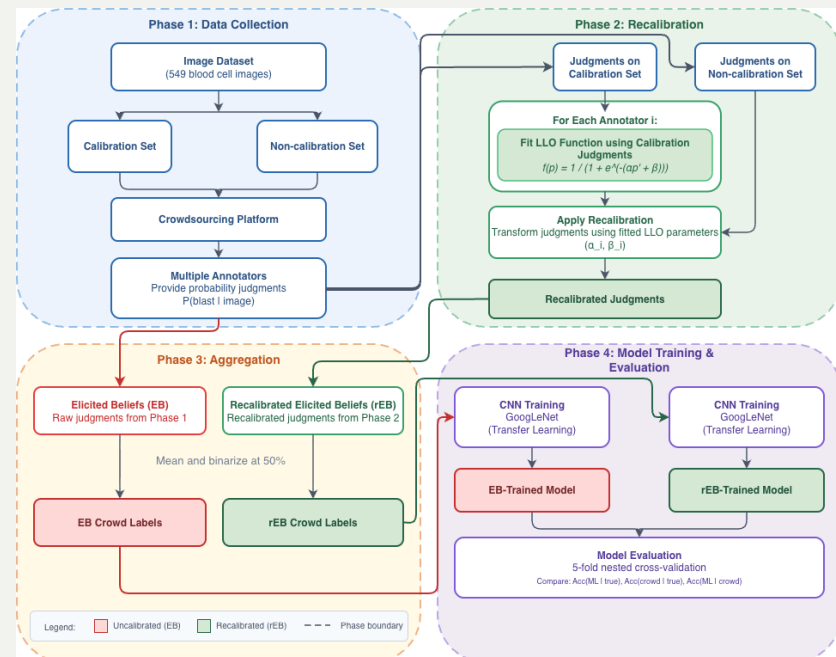 Phase 1: Data Collection
Image Dataset
(549 blood cell images)
Calibration Set
Non-calibration Set
Crowdsourcing Platform
Multiple Annotators
Provide probability judgments
P(blast | image)
Phase 2: Recalibration
Judgments on
Calibration Set
Judgments on
Non-calibration Set
For Each Annotator i:
Fit LLO Function using Calibration
Judgments
f(p) = 1 / (1 + e^(-(αp' + β)))
Apply Recalibration
Transform judgments using fitted LLO parameters
(α_i, β_i)
Recalibrated Judgments
Phase 3: Aggregation
Elicited Beliefs (EB)
Raw judgments from Phase 1
Recalibrated Elicited Beliefs (rEB)
Recalibrated judgments from Phase 2
Mean and binarize at 50%
EB Crowd Labels
rEB Crowd Labels
Legend:
Uncalibrated (EB)
Recalibrated (rEB)
Phase boundary
Phase 4: Model Training &
Evaluation
CNN Training
GoogLeNet
(Transfer Learning)
CNN Training
GoogLeNet
(Transfer Learning)
EB-Trained Model
rEB-Trained Model
Model Evaluation
5-fold nested cross-validation
Compare: Acc(ML | true), Acc(crowd | true), Acc(ML | crowd)